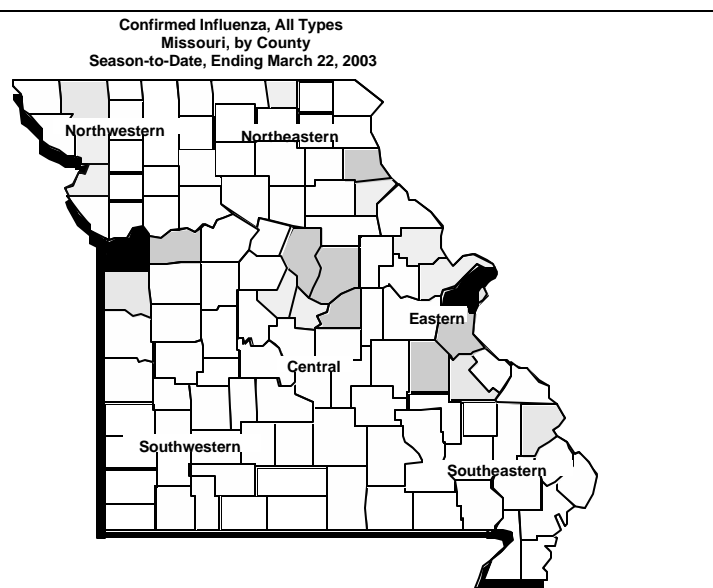 Confirmed Influenza, All Types
Missouri, by County
Season-to-Date, Ending March 22, 2003
Northwestern
Northeastern
Eastern
Central
Southwestern
Southeastern